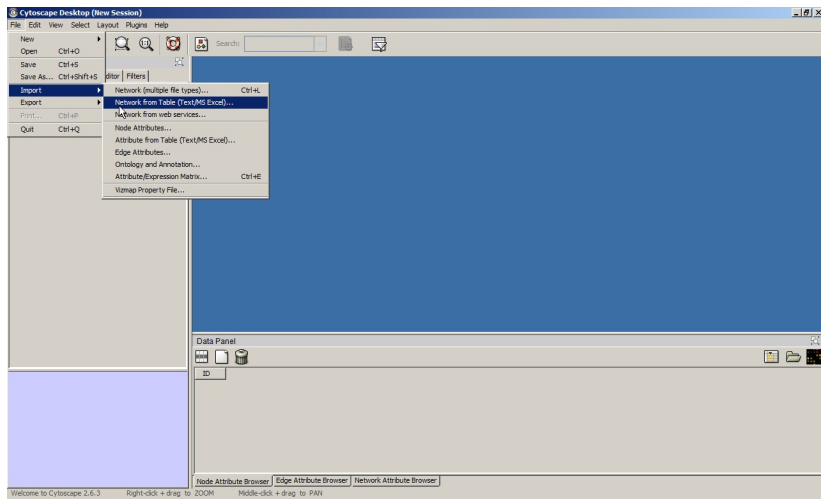 Cytoscape Desktop (New Session)
File Edit View Select Layout Plugins Help
New
Open Ctrl+O
Save Ctrl+S
Save As... Ctrl+Shift+S
Import
Export
Print... Ctrl+P
Quit Ctrl+Q
Search:
ditor Filters
Network (multiple file types)... Ctrl+L
Network from Table (Text/MS Excel)...
Network from web services...
Node Attributes...
Attribute from Table (Text/MS Excel)...
Edge Attributes...
Ontology and Annotation...
Attribute/Expression Matrix... Ctrl+E
Vizmap Property File...
Data Panel
ID
Node Attribute Browser Edge Attribute Browser Network Attribute Browser
Welcome to Cytoscape 2.6.3 Right-click + drag to ZOOM Middle-click + drag to PAN